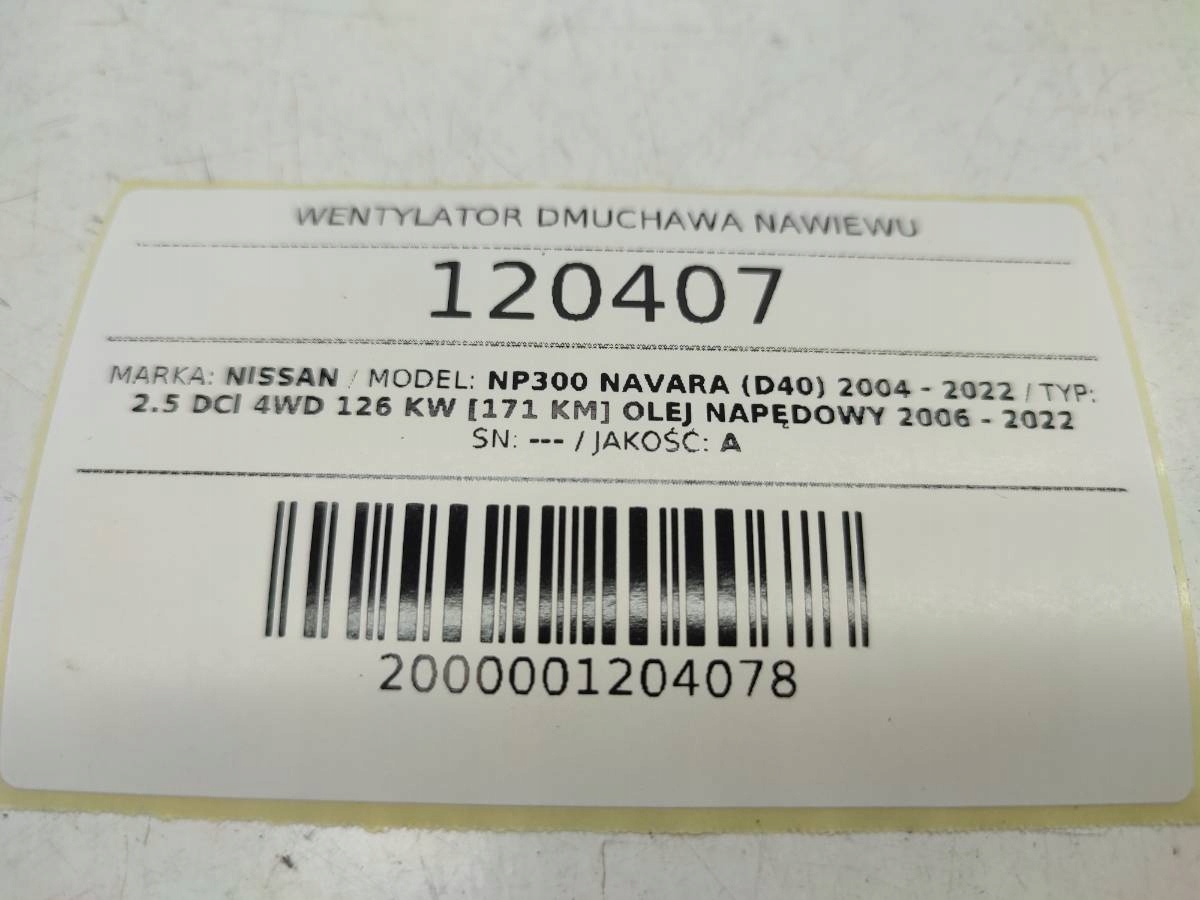 WENTYLATOR DMUCHAWA NAWIEWU
120407
MARKA: NISSAN / MODEL: NP300 NAVARA (D40) 2004 - 2022 / TYP:
2.5 DCI 4WD 126 KW [171 KM] OLEJ NAPĘDOWY 2006 - 2022
SN: --- / JAKOŚĆ: A
2000001204078